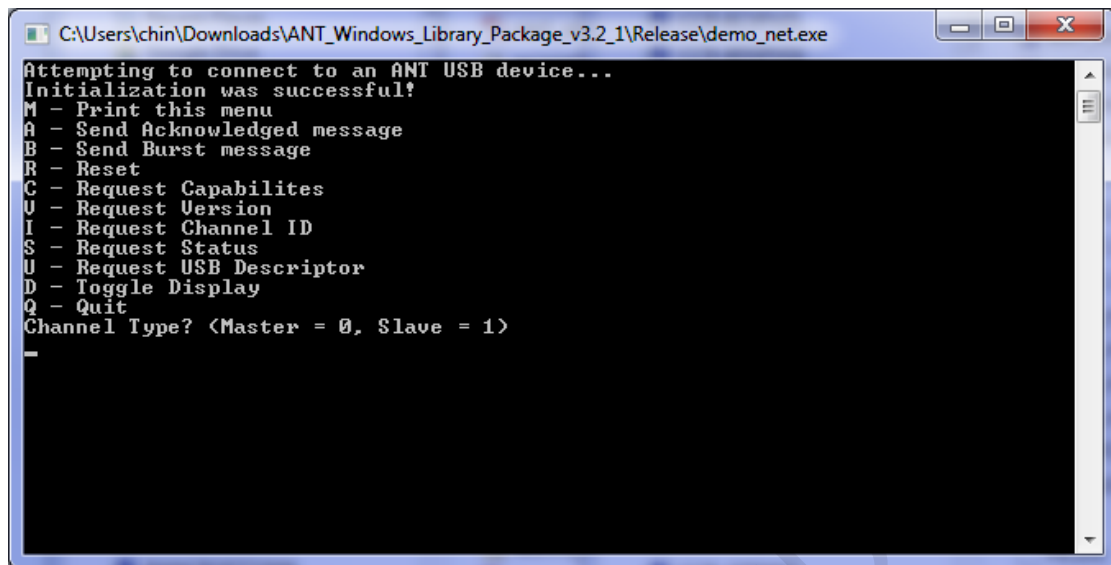 C:\Users\chin\Downloads\ANT_Windows_Library_Package_v3.2_1\Release\demo_net.exe
Attempting to connect to an ANT USB device...
Initialization was successful!
M - Print this menu
A - Send Acknowledged message
B - Send Burst message
R - Reset
C - Request Capabilites
V - Request Version
I - Request Channel ID
S - Request Status
U - Request USB Descriptor
D - Toggle Display
Q - Quit
Channel Type? (Master = 0, Slave = 1)
_